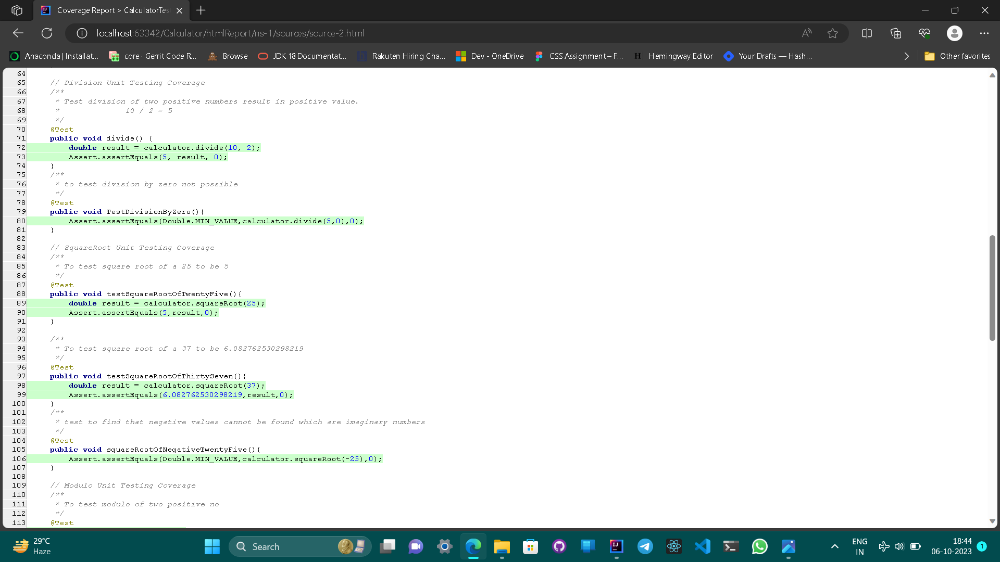 Coverage Report > CalculatorTes
localhost:63342/Calculator/htmlReport/ns-1/sources/source-2.html
Anaconda | Installat... core · Gerrit Code R... Browse JDK 18 Documentat... Rakuten Hiring Cha... Dev - OneDrive CSS Assignment – F... H Hemingway Editor Your Drafts — Hash... Other favorites
64
65 // Division Unit Testing Coverage
66 /**
67 * Test division of two positive numbers result in positive value.
68 * 10 / 2 = 5
69 */
70 @Test
71 public void divide() {
72 double result = calculator.divide(10, 2);
73 Assert.assertEquals(5, result, 0);
74 }
75 /**
76 * to test division by zero not possible
77 */
78 @Test
79 public void TestDivisionByZero(){
80 Assert.assertEquals(Double.MIN_VALUE,calculator.divide(5,0),0);
81 }
82
83 // SquareRoot Unit Testing Coverage
84 /**
85 * To test square root of a 25 to be 5
86 */
87 @Test
88 public void testSquareRootOfTwentyFive(){
89 double result = calculator.squareRoot(25);
90 Assert.assertEquals(5,result,0);
91 }
92
93 /**
94 * To test square root of a 37 to be 6.082762530298219
95 */
96 @Test
97 public void testSquareRootOfThirtySeven(){
98 double result = calculator.squareRoot(37);
99 Assert.assertEquals(6.082762530298219,result,0);
100 }
101 /**
102 * test to find that negative values cannot be found which are imaginary numbers
103 */
104 @Test
105 public void squareRootOfNegativeTwentyFive(){
106 Assert.assertEquals(Double.MIN_VALUE,calculator.squareRoot(-25),0);
107 }
108
109 // Modulo Unit Testing Coverage
110 /**
111 * To test modulo of two positive no
112 */
113 @Test
29°C
Haze
Search
ENG
IN
18:44
06-10-2023
1